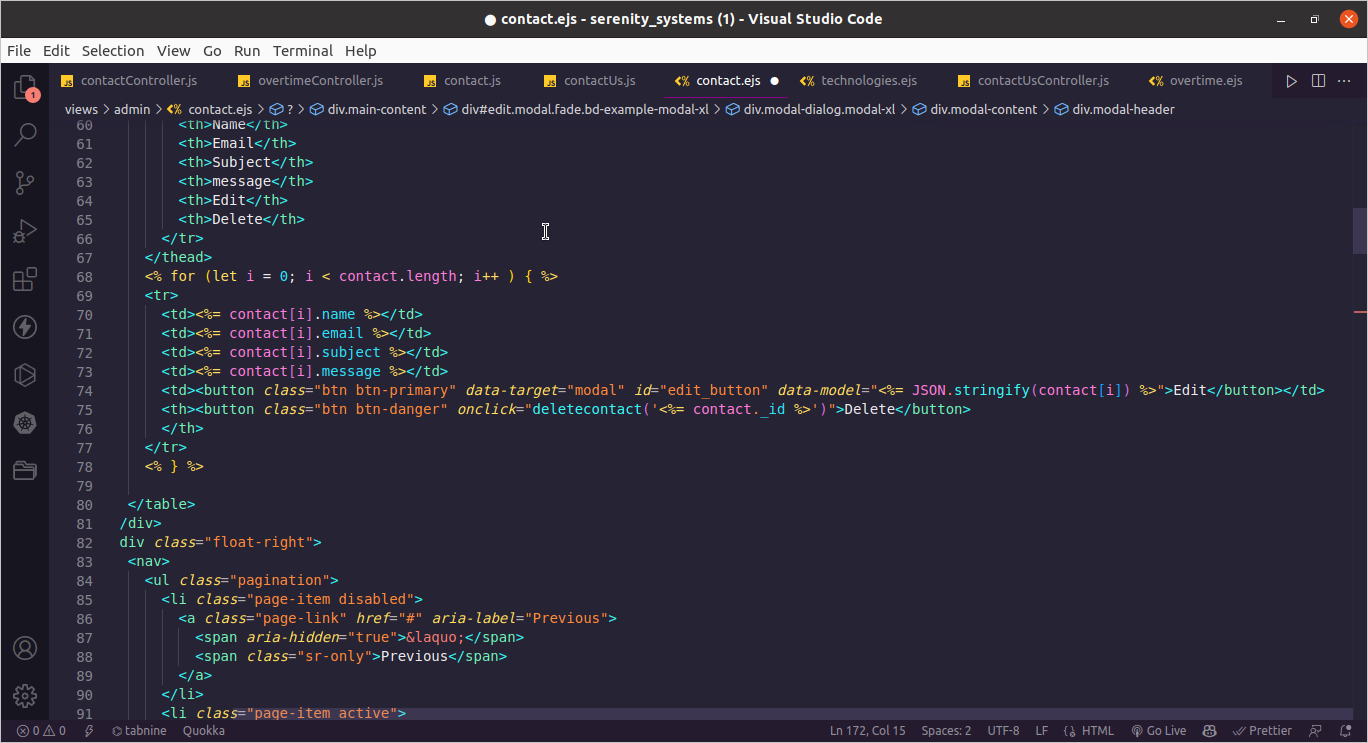 ● contact.ejs - serenity_systems (1) - Visual Studio Code
File Edit Selection View Go Run Terminal Help
1
JS contactController.js JS overtimeController.js JS contact.js JS contactUs.js <% contact.ejs ● <% technologies.ejs JS contactUsController.js <% overtime.ejs ···
views > admin > <% contact.ejs > ? > div.main-content > div#edit.modal.fade.bd-example-modal-xl > div.modal-dialog.modal-xl > div.modal-content > div.modal-header
60 <th>Name</th>
61 <th>Email</th>
62 <th>Subject</th>
63 <th>message</th>
64 <th>Edit</th>
65 <th>Delete</th>
66 </tr>
67 </thead>
68 <% for (let i = 0; i < contact.length; i++ ) { %>
69 <tr>
70 <td><%= contact[i].name %></td>
71 <td><%= contact[i].email %></td>
72 <td><%= contact[i].subject %></td>
73 <td><%= contact[i].message %></td>
74 <td><button class="btn btn-primary" data-target="modal" id="edit_button" data-model="<%= JSON.stringify(contact[i]) %>">Edit</button></td>
75 <th><button class="btn btn-danger" onclick="deletecontact('<%= contact._id %>')">Delete</button>
76 </th>
77 </tr>
78 <% } %>
79
80 </table>
81 /div>
82 div class="float-right">
83 <nav>
84 <ul class="pagination">
85 <li class="page-item disabled">
86 <a class="page-link" href="#" aria-label="Previous">
87 <span aria-hidden="true">&laquo;</span>
88 <span class="sr-only">Previous</span>
89 </a>
90 </li>
91 <li class="page-item active">
0 0 tabnine Quokka Ln 172, Col 15 Spaces: 2 UTF-8 LF HTML Go Live Prettier